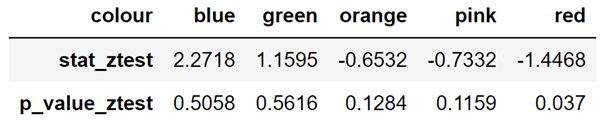 colour blue green orange pink red
stat_ztest 2.2718 1.1595 -0.6532 -0.7332 -1.4468
p_value_ztest 0.5058 0.5616 0.1284 0.1159 0.037